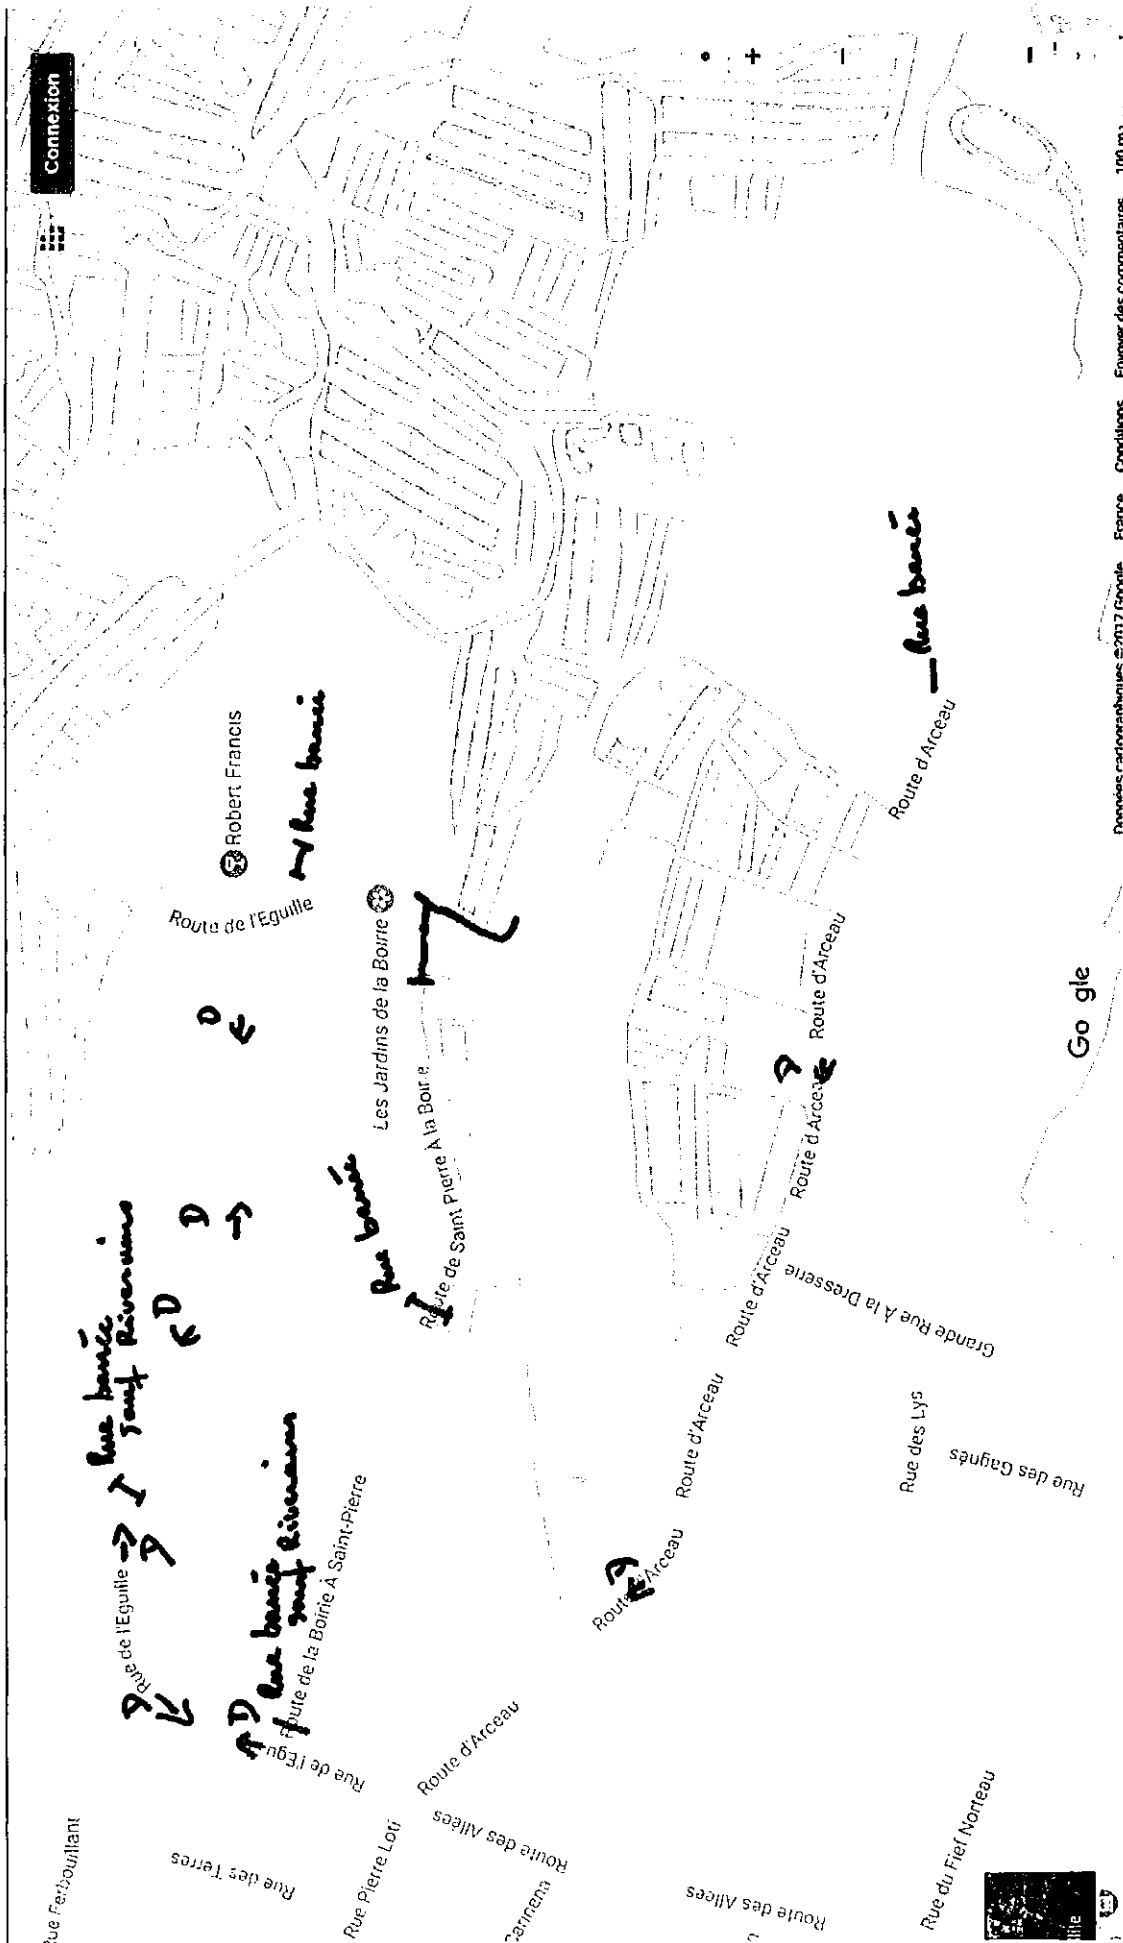 Connexion
Rue Ferbouillant
Rue des Terres
Rue Pierre Loti
Rue de l'Eguille
D
D
Rue barrée
sauf Riverains
D
D
D
Route de l'Eguille
Robert Francis
Rue barrée
D
Rue barrée
sauf Riverains
Route de la Boirie À Saint-Pierre
Rue de l'Egu
Rue barrée
Route de Saint Pierre À la Boirie
Les Jardins de la Boirie
Route d'Arceau
Route des Allées
Route d'Arceau
D
Route d'Arceau
Route d'Arceau
Route d'Arceau
D
Route d'Arceau
Route d'Arceau
Rue barrée
Grande Rue À la Dresserie
Rue des Lys
Rue des Gagnés
Route des Allées
Rue du Fief Norteau
Google
Données cartographiques ©2017 Google France Conditions Envoyer des commentaires 100 m